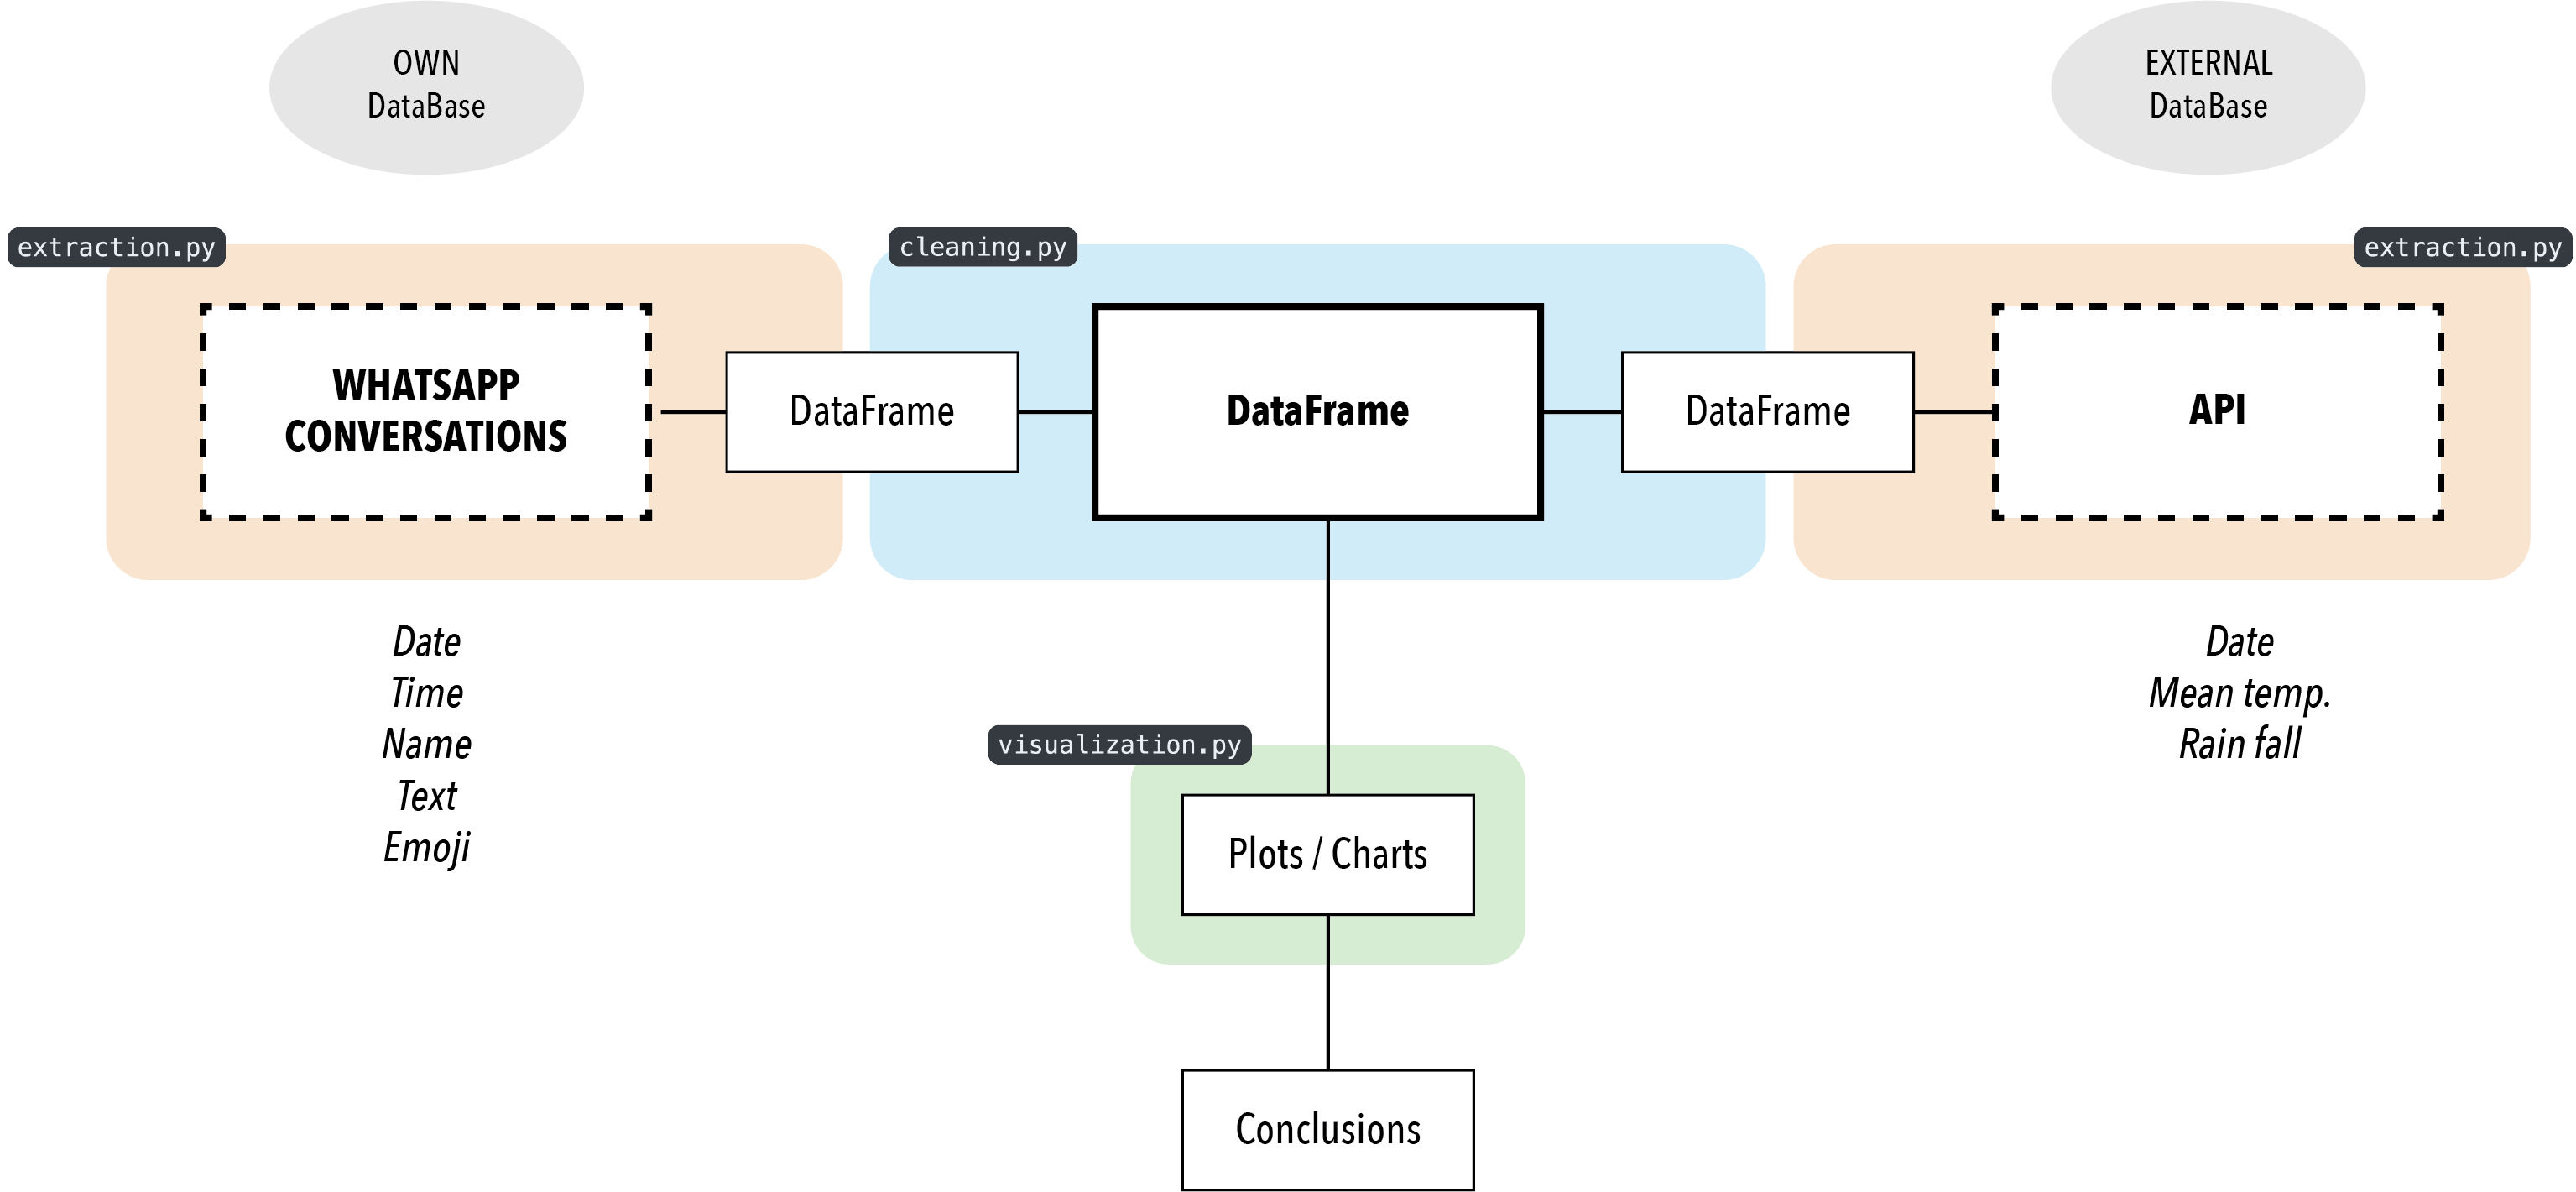 OWN
DataBase
EXTERNAL
DataBase
extraction.py
cleaning.py
extraction.py
WHATSAPP
CONVERSATIONS
DataFrame
DataFrame
DataFrame
API
Date
Time
Name
Text
Emoji
Date
Mean temp.
Rain fall
visualization.py
Plots / Charts
Conclusions